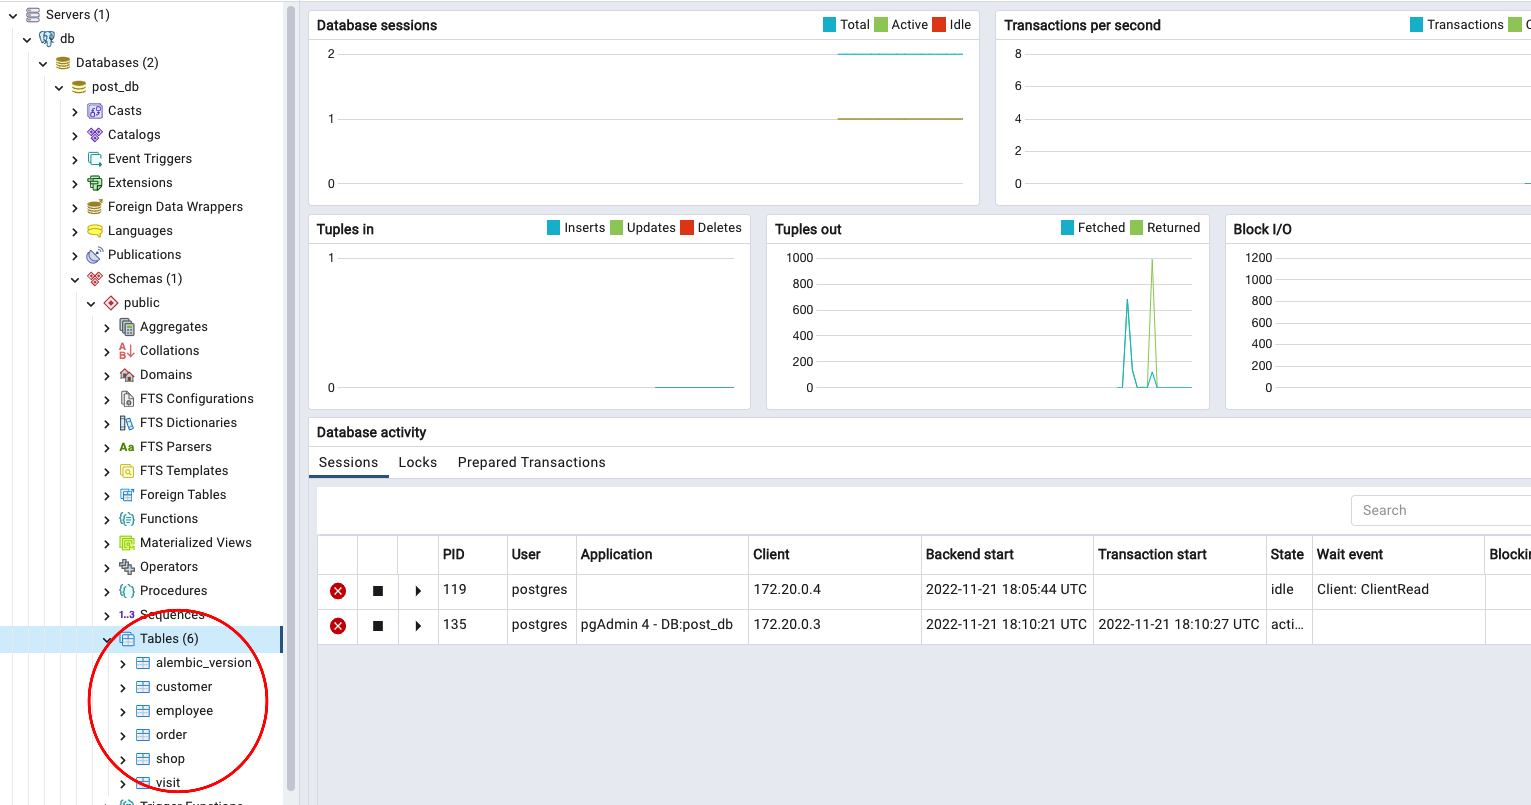 Servers (1)
db
Databases (2)
post_db
Casts
Catalogs
Event Triggers
Extensions
Foreign Data Wrappers
Languages
Publications
Schemas (1)
public
Aggregates
Collations
Domains
FTS Configurations
FTS Dictionaries
Aa FTS Parsers
FTS Templates
Foreign Tables
Functions
Materialized Views
Operators
Procedures
1..3 Sequences
Tables (6)
alembic_version
customer
employee
order
shop
visit
Trigger Functions
Database sessions
Total Active Idle
2
1
0
Transactions per second
Transactions
8
6
4
2
0
Tuples in
Inserts Updates Deletes
1
0
Tuples out
Fetched Returned
1000
800
600
400
200
0
Block I/O
1200
1000
800
600
400
200
0
Database activity
Sessions Locks Prepared Transactions
Search
PID User Application Client Backend start Transaction start State Wait event
119 postgres 172.20.0.4 2022-11-21 18:05:44 UTC idle Client: ClientRead
135 postgres pgAdmin 4 - DB:post_db 172.20.0.3 2022-11-21 18:10:21 UTC 2022-11-21 18:10:27 UTC acti...